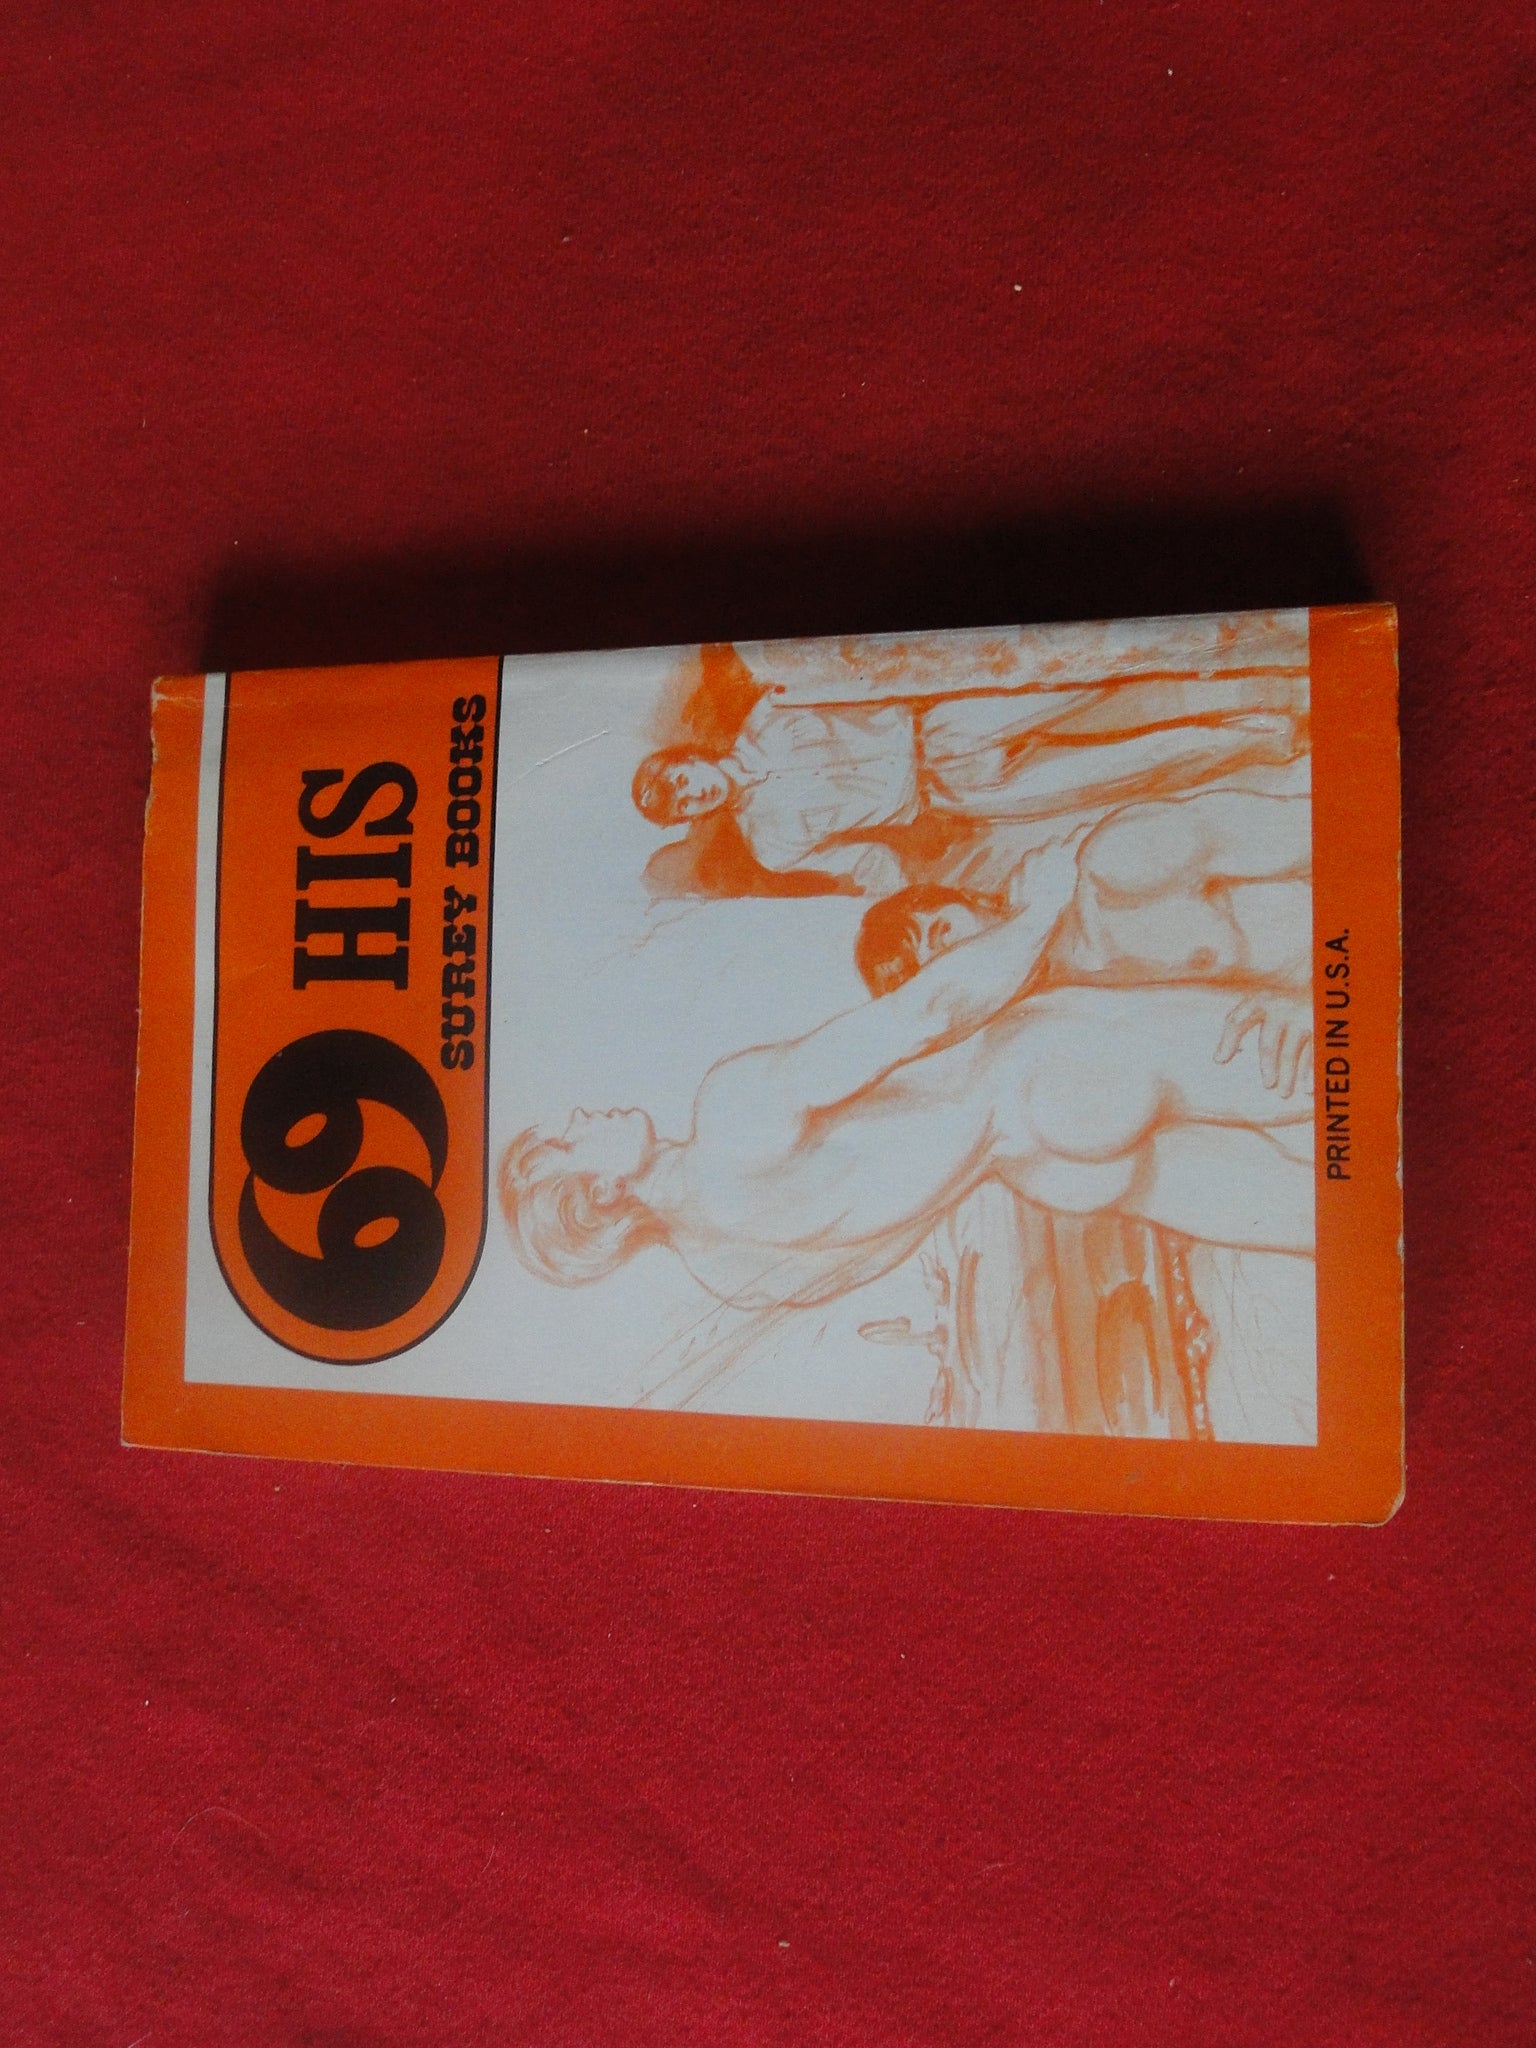 69 HIS
SUREY BOOKS
PRINTED IN U.S.A.